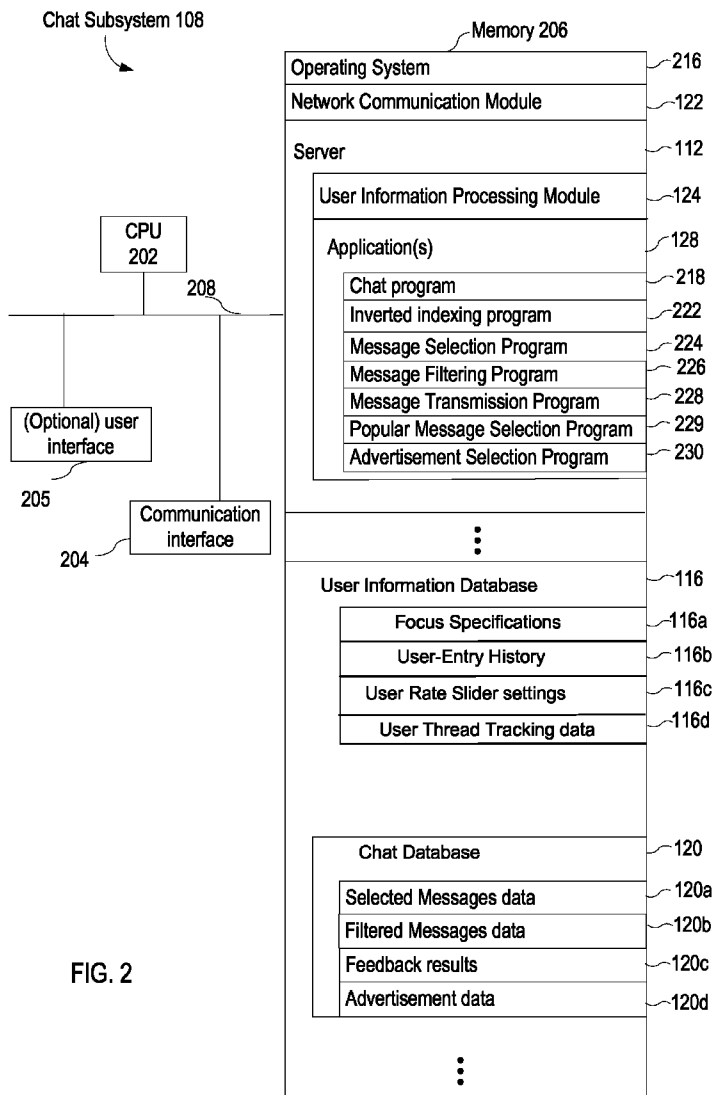 Chat Subsystem 108
Memory 206
Operating System
216
Network Communication Module
122
Server
112
User Information Processing Module
124
Application(s)
128
Chat program
218
Inverted indexing program
222
Message Selection Program
224
Message Filtering Program
226
Message Transmission Program
228
Popular Message Selection Program
229
Advertisement Selection Program
230
CPU
202
208
(Optional) user
interface
205
Communication
interface
204
User Information Database
116
Focus Specifications
116a
User-Entry History
116b
User Rate Slider settings
116c
User Thread Tracking data
116d
Chat Database
120
Selected Messages data
120a
Filtered Messages data
120b
Feedback results
120c
Advertisement data
120d
FIG. 2